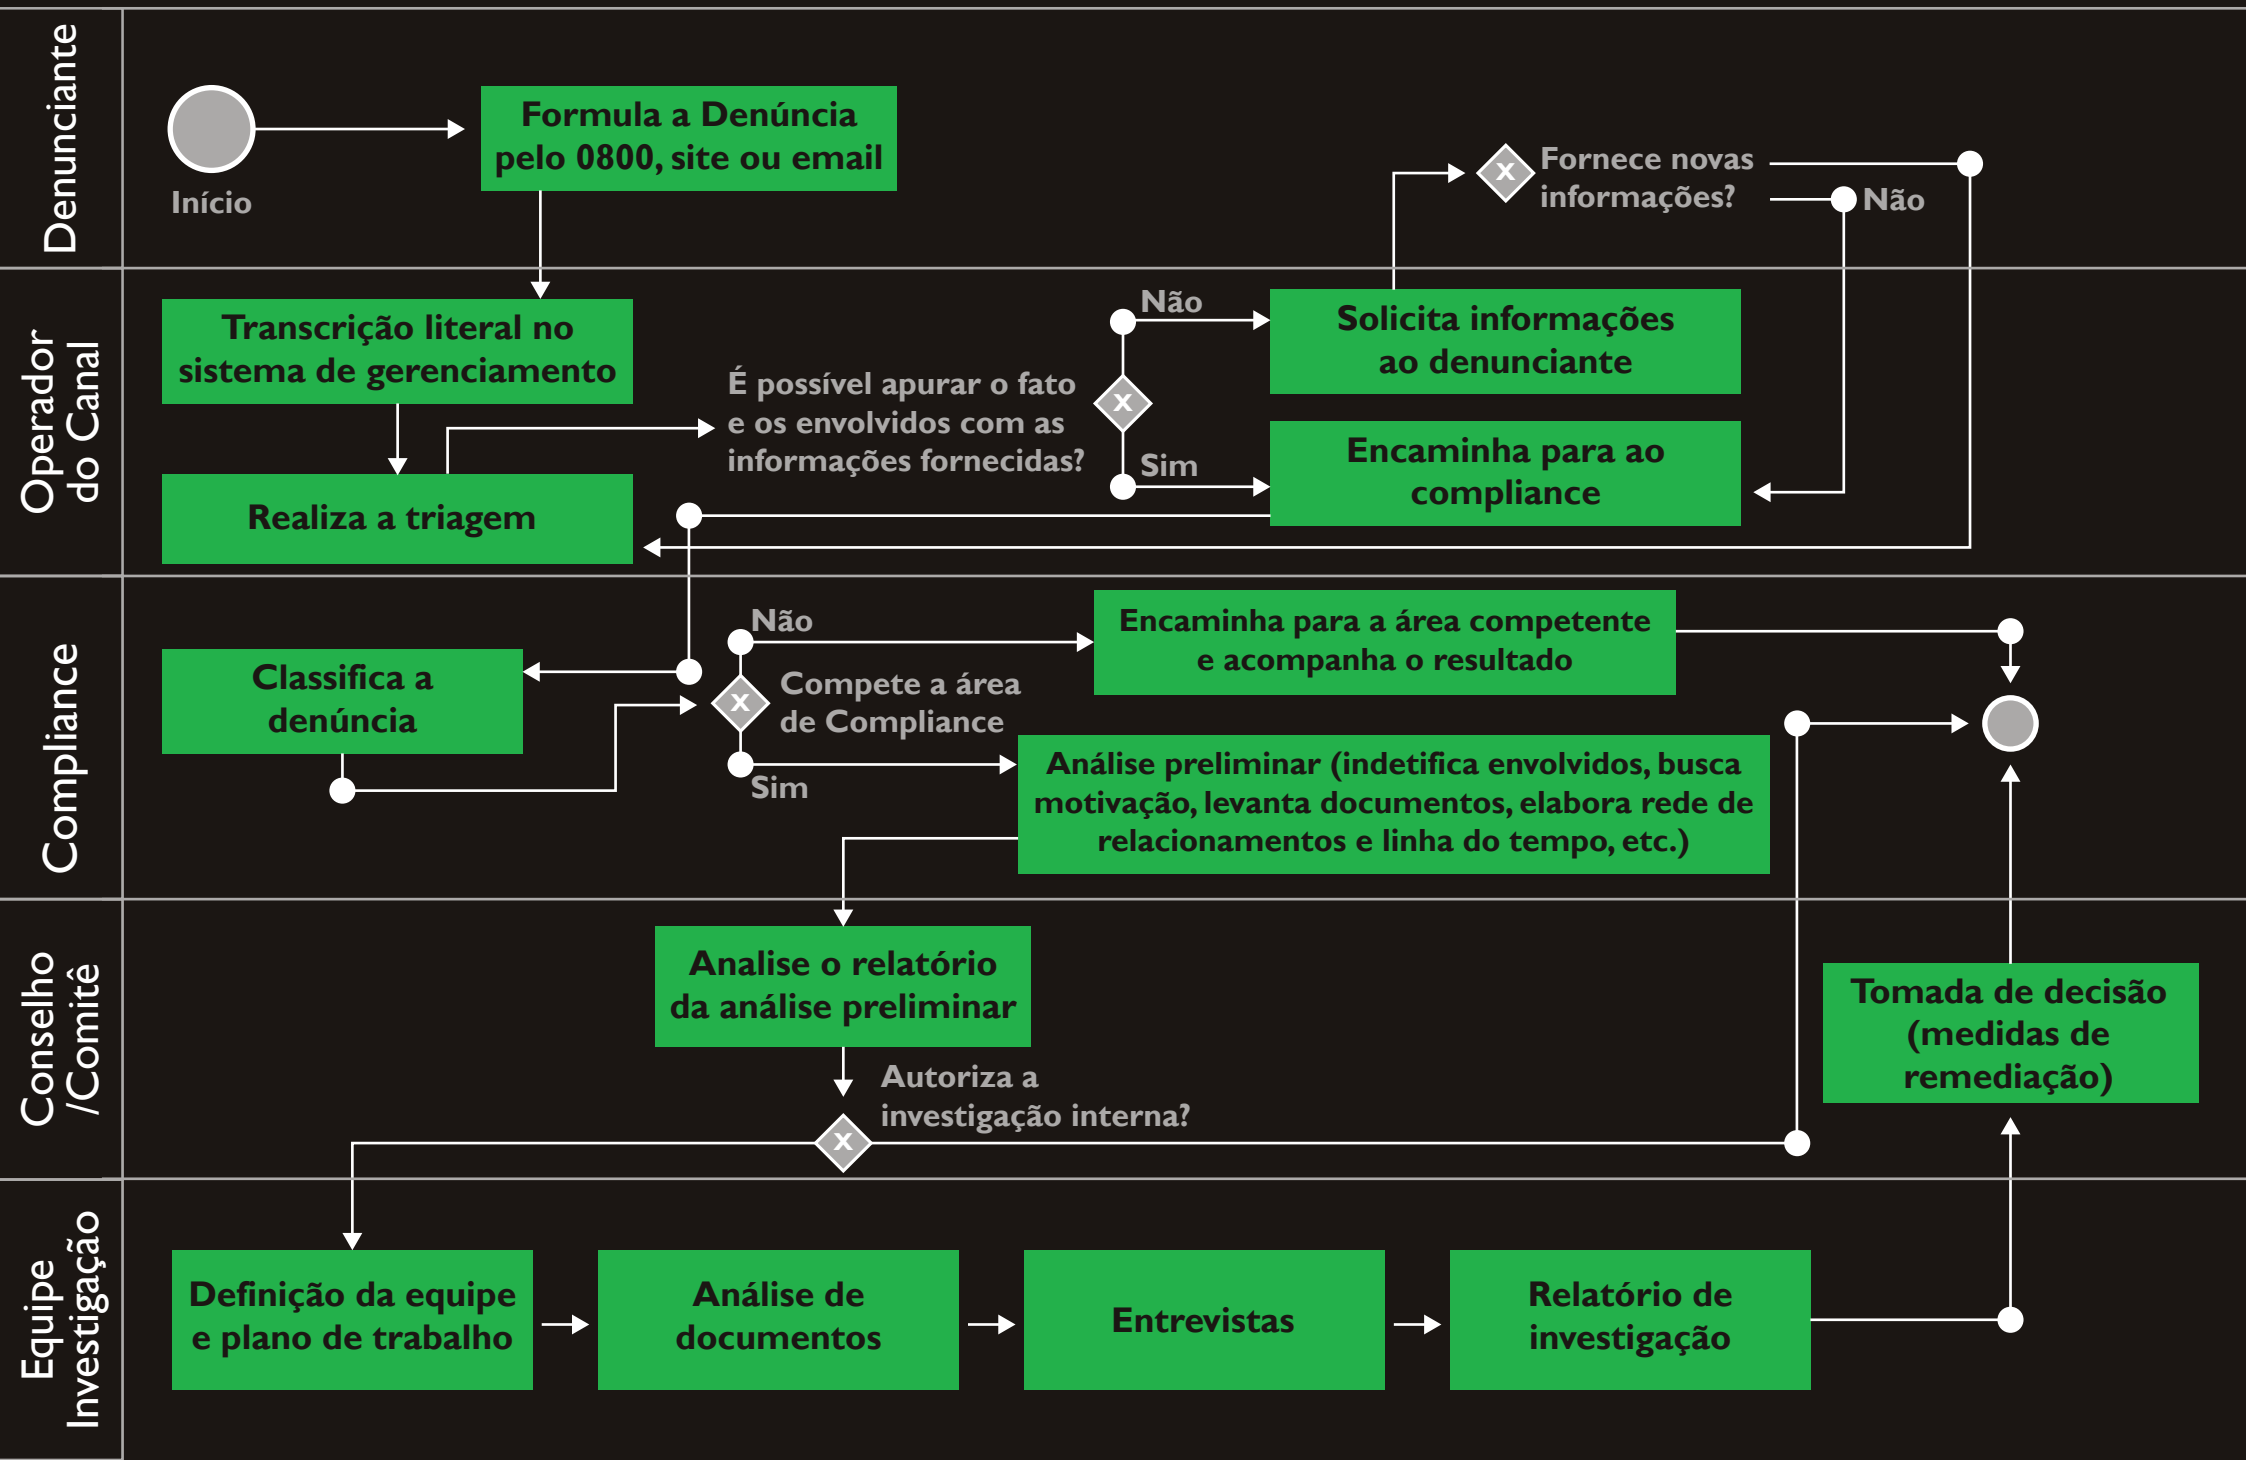 Denunciante
Início
Formula a Denúncia
pelo 0800, site ou email
X
Fornece novas
informações?
Não
Operador
do Canal
Transcrição literal no
sistema de gerenciamento
Realiza a triagem
É possível apurar o fato
e os envolvidos com as
informações fornecidas?
X
Não
Sim
Solicita informações
ao denunciante
Encaminha para ao
compliance
Compliance
Classifica a
denúncia
Não
X
Compete a área
de Compliance
Sim
Encaminha para a área competente
e acompanha o resultado
Análise preliminar (indetifica envolvidos, busca
motivação, levanta documentos, elabora rede de
relacionamentos e linha do tempo, etc.)
Conselho
/Comitê
Analise o relatório
da análise preliminar
Autoriza a
investigação interna?
X
Tomada de decisão
(medidas de
remediação)
Equipe
Investigação
Definição da equipe
e plano de trabalho
Análise de
documentos
Entrevistas
Relatório de
investigação